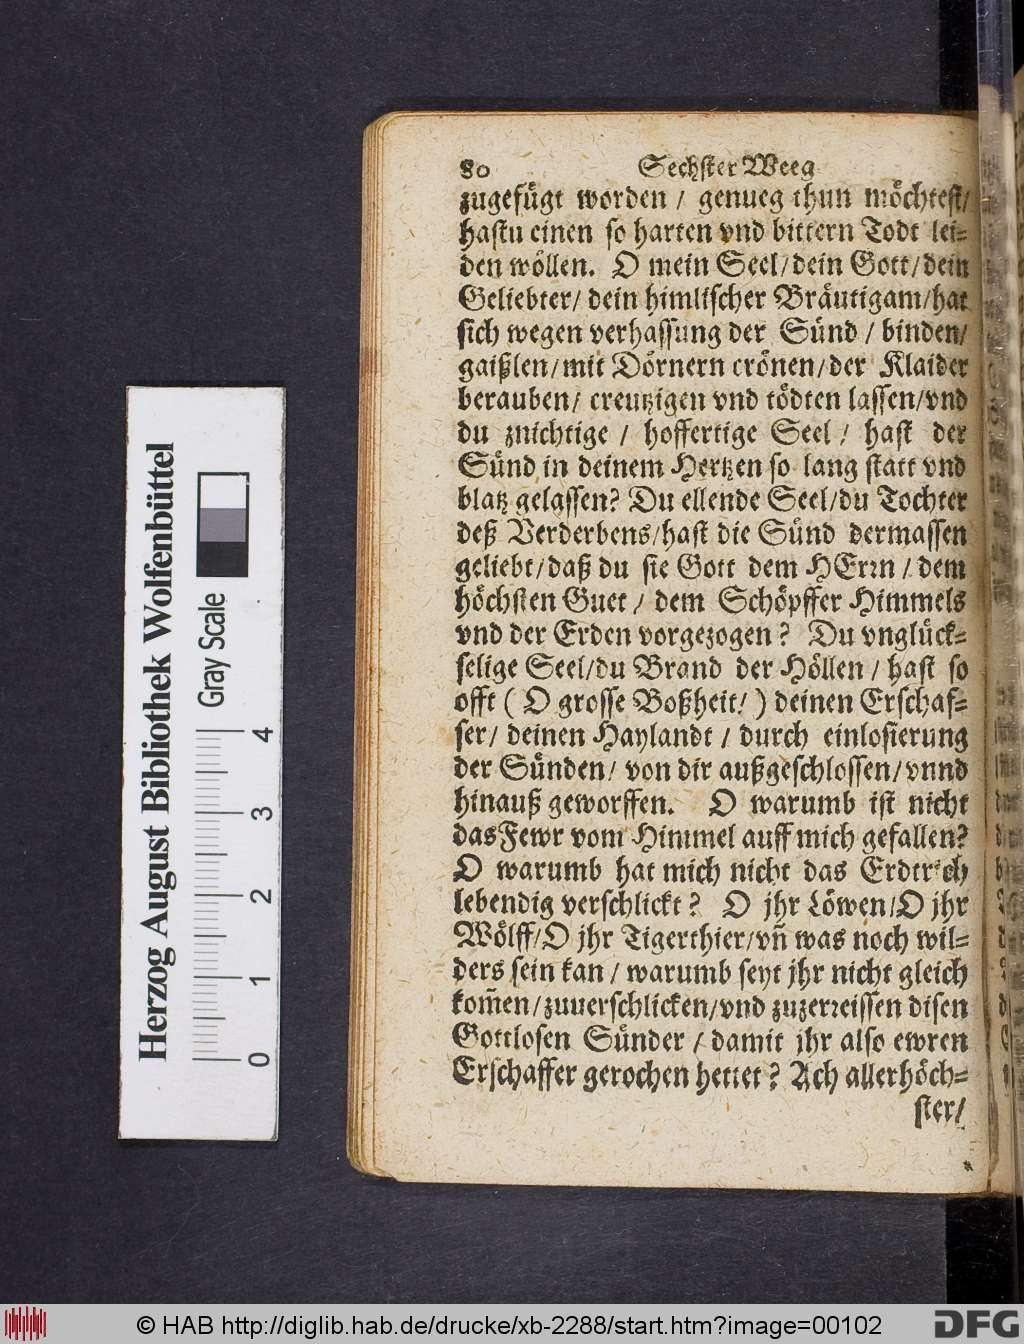 80 Sechster Weeg
zugefügt worden / genueg thun möchtest/
hastu einen so harten vnd bittern Todt lei-
den wöllen. O mein Seel/dein Gott/dein
Geliebter/ dein himlischer Bräutigam/hat
sich wegen verhassung der Sünd / binden/
gaißlen/mit Dörnern crönen/der Klaider
berauben/ creutzigen vnd tödten lassen/vnd
du znichtige / hoffertige Seel / hast der
Sünd in deinem Hertzen so lang statt vnd
blatz gelassen? Du ellende Seel/du Tochter
deß Verderbens/hast die Sünd dermassen
geliebt/daß du sie Gott dem HErrn / dem
höchsten Guet / dem Schöpffer Himmels
vnd der Erden vorgezogen? Du vnglück-
selige Seel/du Brand der Höllen / hast so
offt ( O grosse Boßheit/ ) deinen Erschaf-
fer/ deinen Haylandt / durch einlosierung
der Sünden/ von dir außgeschlossen/vnnd
hinauß geworffen. O warumb ist nicht
das Fewr vom Himmel auff mich gefallen?
O warumb hat mich nicht das Erdtrich
lebendig verschlickt? O jhr Löwen/O jhr
Wölff/O jhr Tigerthier/vñ was noch wil-
ders sein kan / warumb seyt jhr nicht gleich
kom̃en/zuuerschlicken/vnd zuzerreissen disen
Gottlosen Sünder / damit jhr also ewren
Erschaffer gerochen hettet? Ach allerhöch-
ster/
Herzog August Bibliothek Wolfenbüttel
Gray Scale
0 1 2 3 4
© HAB http://diglib.hab.de/drucke/xb-2288/start.htm?image=00102
DFG